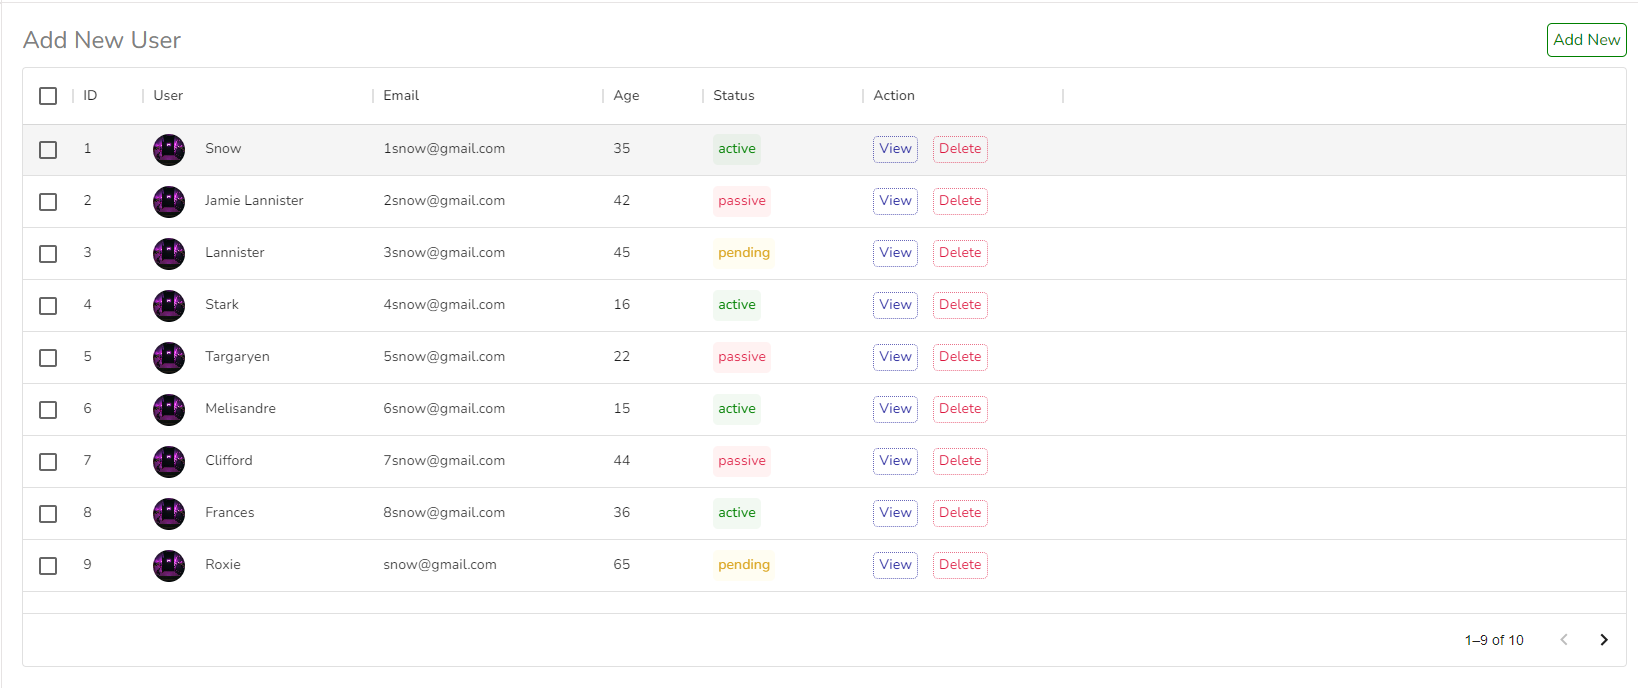 Add New User
Add New
ID User Email Age Status Action
1 Snow 1snow@gmail.com 35 active View Delete
2 Jamie Lannister 2snow@gmail.com 42 passive View Delete
3 Lannister 3snow@gmail.com 45 pending View Delete
4 Stark 4snow@gmail.com 16 active View Delete
5 Targaryen 5snow@gmail.com 22 passive View Delete
6 Melisandre 6snow@gmail.com 15 active View Delete
7 Clifford 7snow@gmail.com 44 passive View Delete
8 Frances 8snow@gmail.com 36 active View Delete
9 Roxie snow@gmail.com 65 pending View Delete
1–9 of 10